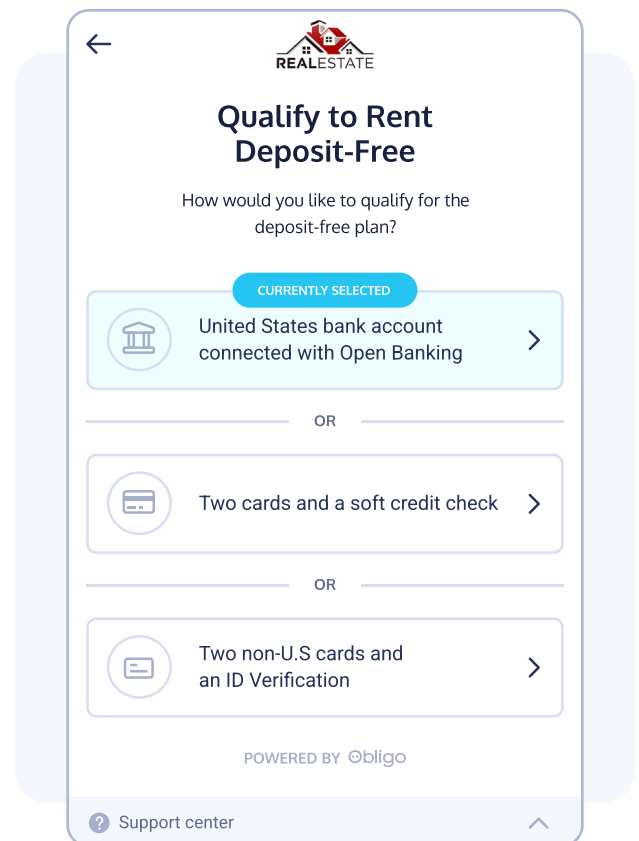 REALESTATE
Qualify to Rent
Deposit-Free
How would you like to qualify for the
deposit-free plan?
CURRENTLY SELECTED
United States bank account
connected with Open Banking
OR
Two cards and a soft credit check
OR
Two non-U.S cards and
an ID Verification
POWERED BY Obligo
? Support center